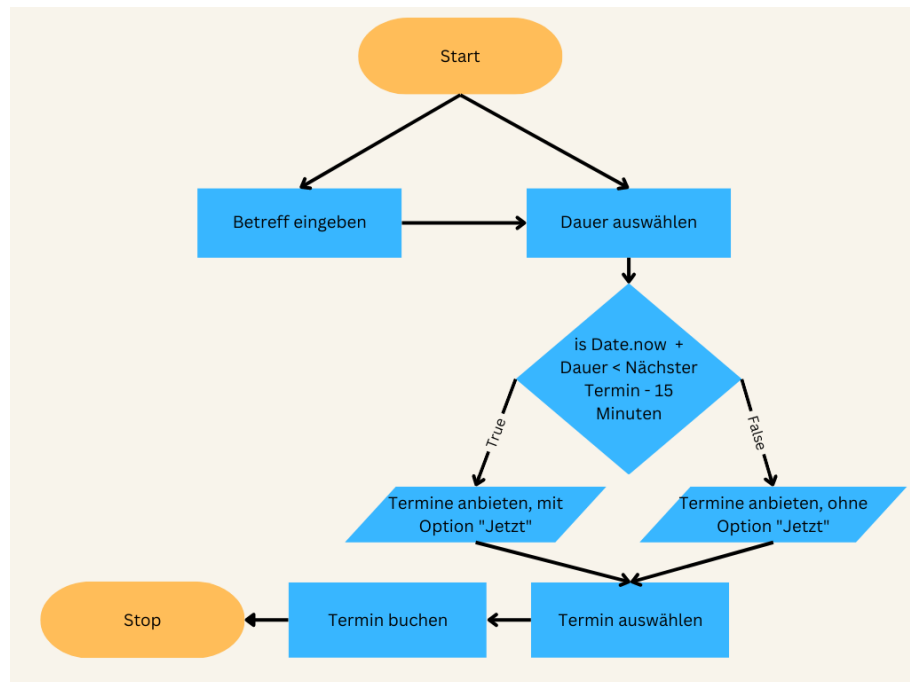 Start
Betreff eingeben
Dauer auswählen
is Date.now +
Dauer < Nächster
Termin - 15
Minuten
True
False
Termine anbieten, mit
Option "Jetzt"
Termine anbieten, ohne
Option "Jetzt"
Stop
Termin buchen
Termin auswählen